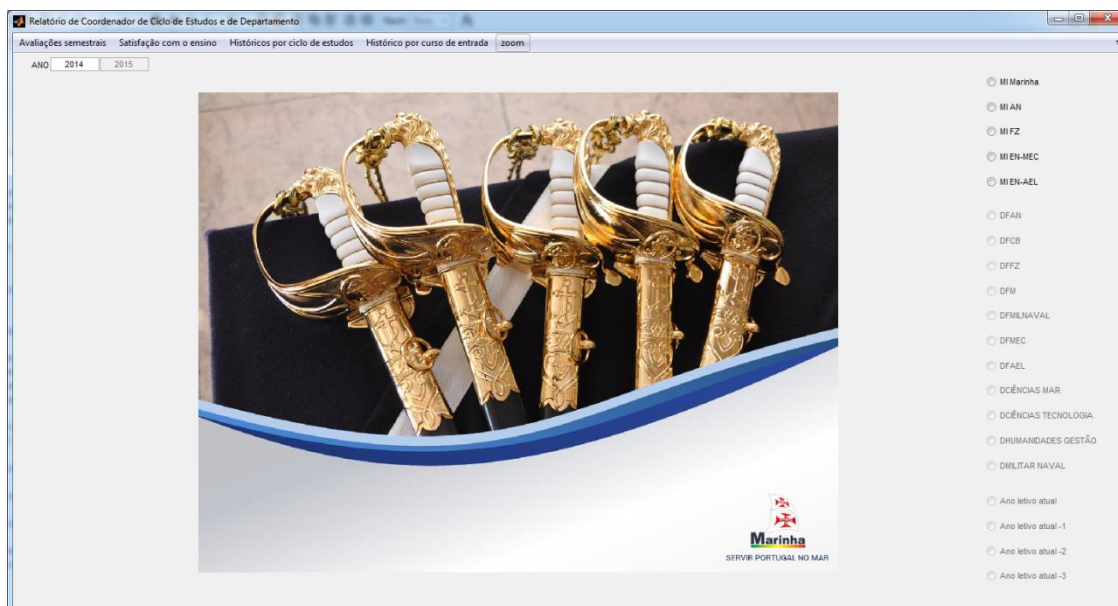 Relatório de Coordenador de Ciclo de Estudos e de Departamento
Avaliações semestrais Satisfação com o ensino Históricos por ciclo de estudos Histórico por curso de entrada zoom
ANO 2014 2015
MI Marinha
MI AN
MI FZ
MI EN-MEC
MI EN-AEL
DFAN
DFCB
DFFZ
DFM
DFMILNAVAL
DFMEC
DFAEL
DCIÊNCIAS MAR
DCIÊNCIAS TECNOLOGIA
DHUMANIDADES GESTÃO
DMILITAR NAVAL
Ano letivo atual
Ano letivo atual -1
Ano letivo atual -2
Ano letivo atual -3
Marinha
SERVIR PORTUGAL NO MAR